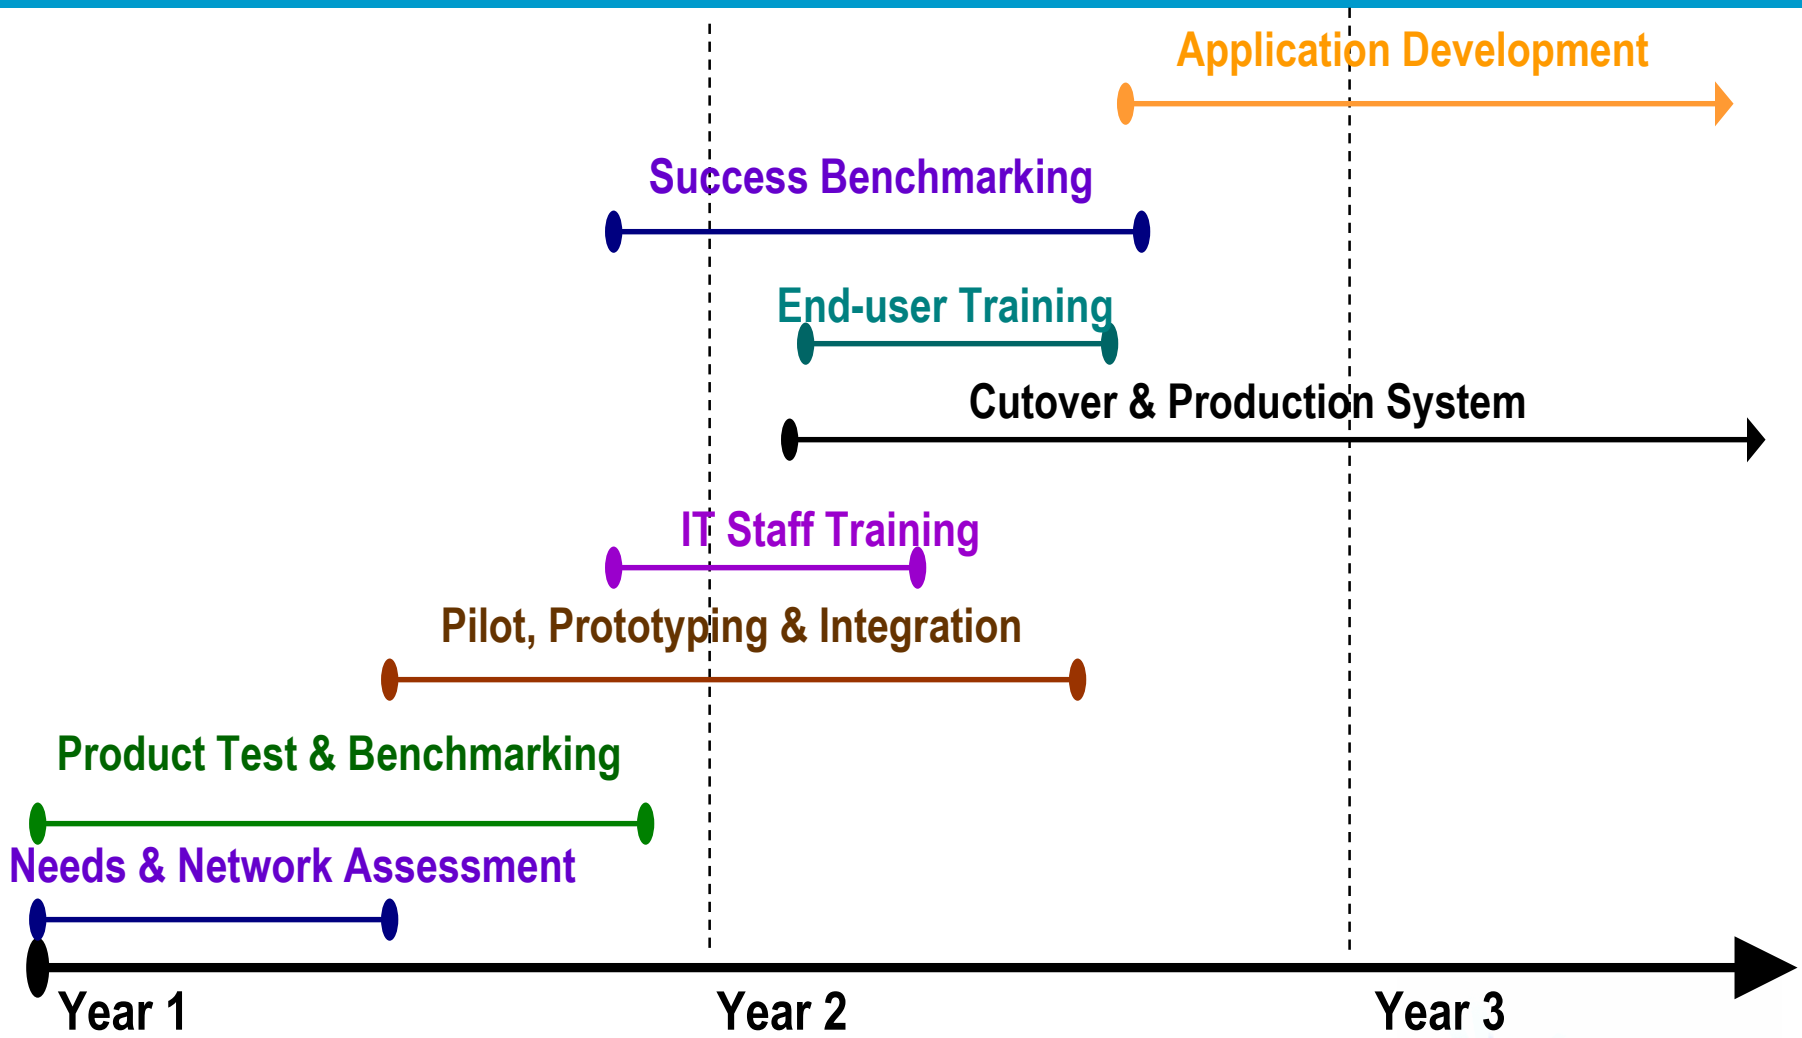 Application Development
Success Benchmarking
End-user Training
Cutover & Production System
IT Staff Training
Pilot, Prototyping & Integration
Product Test & Benchmarking
Needs & Network Assessment
Year 1
Year 2
Year 3